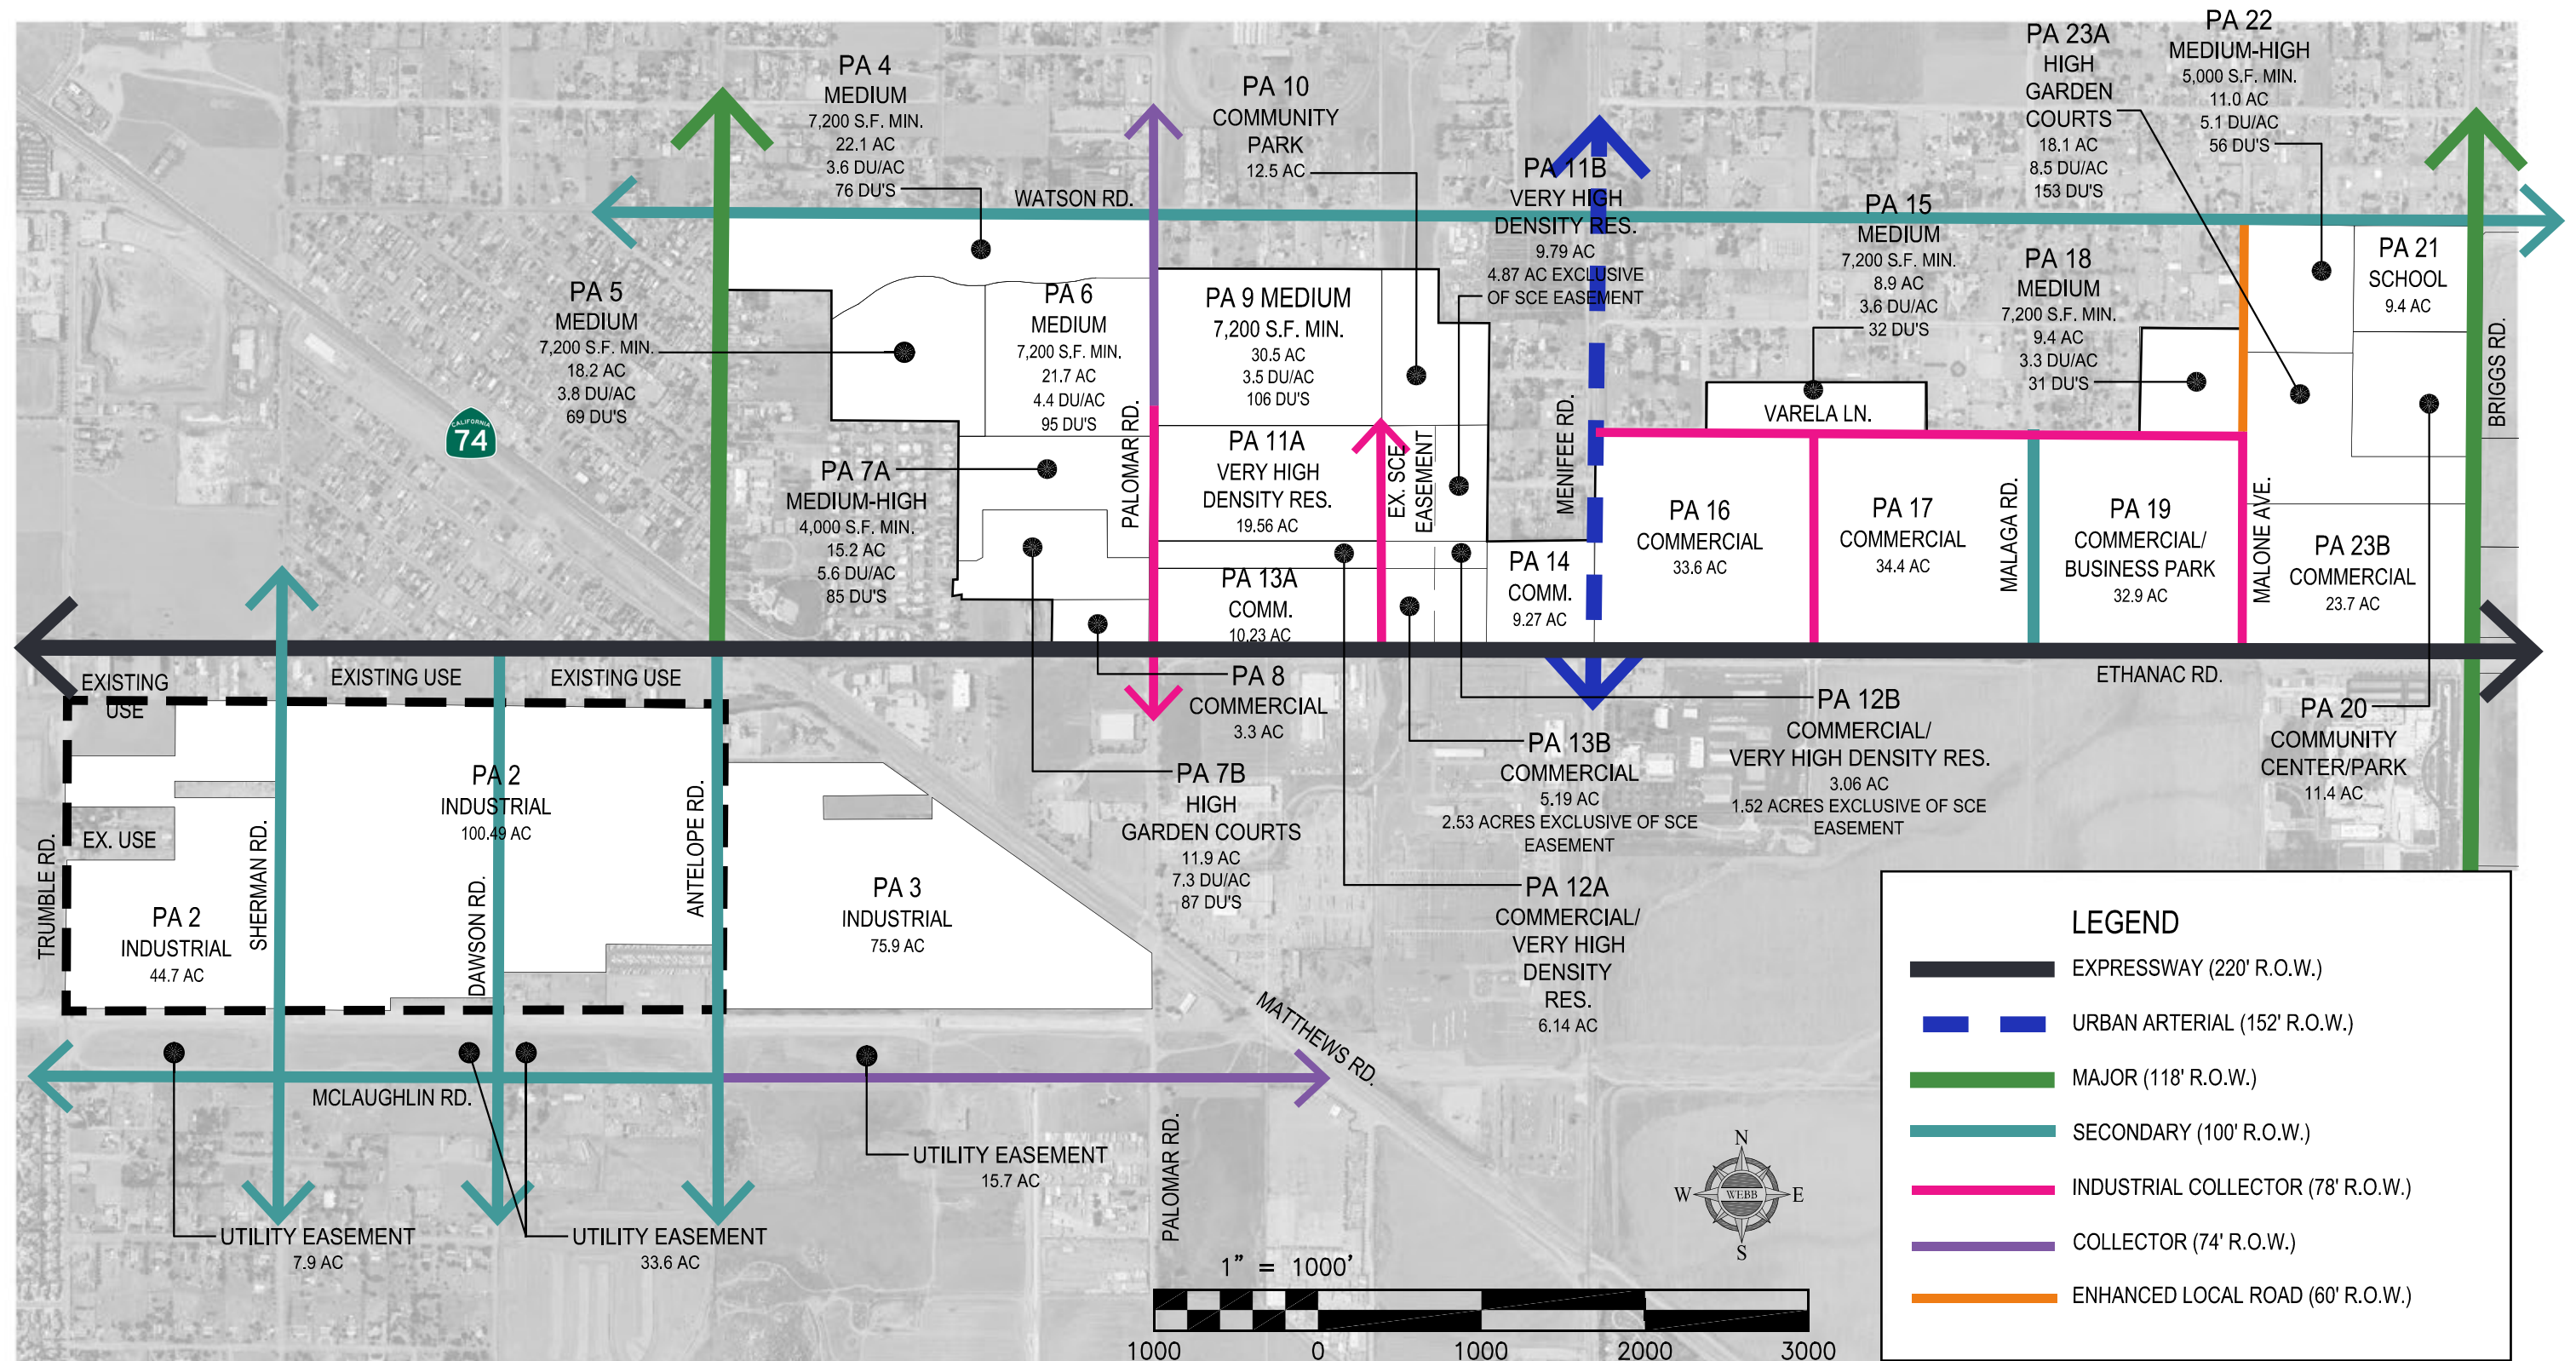 PA 4
MEDIUM
7,200 S.F. MIN.
22.1 AC
3.6 DU/AC
76 DU'S
PA 10
COMMUNITY
PARK
12.5 AC
PA 11B
VERY HIGH
DENSITY RES.
9.79 AC
4.87 AC EXCLUSIVE
OF SCE EASEMENT
PA 23A
HIGH
GARDEN
COURTS
18.1 AC
8.5 DU/AC
153 DU'S
PA 22
MEDIUM-HIGH
5,000 S.F. MIN.
11.0 AC
5.1 DU/AC
56 DU'S
WATSON RD.
PA 15
MEDIUM
7,200 S.F. MIN.
8.9 AC
3.6 DU/AC
32 DU'S
PA 18
MEDIUM
7,200 S.F. MIN.
9.4 AC
3.3 DU/AC
31 DU'S
PA 21
SCHOOL
9.4 AC
PA 5
MEDIUM
7,200 S.F. MIN.
18.2 AC
3.8 DU/AC
69 DU'S
PA 6
MEDIUM
7,200 S.F. MIN.
21.7 AC
4.4 DU/AC
95 DU'S
PA 9 MEDIUM
7,200 S.F. MIN.
30.5 AC
3.5 DU/AC
106 DU'S
CALIFORNIA
74
PALOMAR RD.
MENIFEE RD.
VARELA LN.
BRIGGS RD.
PA 7A
MEDIUM-HIGH
4,000 S.F. MIN.
15.2 AC
5.6 DU/AC
85 DU'S
PA 11A
VERY HIGH
DENSITY RES.
19.56 AC
EX. SCE
EASEMENT
PA 16
COMMERCIAL
33.6 AC
PA 17
COMMERCIAL
34.4 AC
MALAGA RD.
PA 19
COMMERCIAL/
BUSINESS PARK
32.9 AC
MALONE AVE.
PA 23B
COMMERCIAL
23.7 AC
PA 13A
COMM.
10.23 AC
PA 14
COMM.
9.27 AC
ETHANAC RD.
EXISTING
USE
EXISTING USE
EXISTING USE
PA 8
COMMERCIAL
3.3 AC
PA 7B
HIGH
GARDEN COURTS
11.9 AC
7.3 DU/AC
87 DU'S
PA 13B
COMMERCIAL
5.19 AC
2.53 ACRES EXCLUSIVE OF SCE
EASEMENT
PA 12B
COMMERCIAL/
VERY HIGH DENSITY RES.
3.06 AC
1.52 ACRES EXCLUSIVE OF SCE
EASEMENT
PA 20
COMMUNITY
CENTER/PARK
11.4 AC
PA 12A
COMMERCIAL/
VERY HIGH
DENSITY
RES.
6.14 AC
EX. USE
TRUMBLE RD.
PA 2
INDUSTRIAL
44.7 AC
SHERMAN RD.
PA 2
INDUSTRIAL
100.49 AC
DAWSON RD.
ANTELOPE RD.
PA 3
INDUSTRIAL
75.9 AC
MATTHEWS RD.
MCLAUGHLIN RD.
UTILITY EASEMENT
7.9 AC
UTILITY EASEMENT
33.6 AC
UTILITY EASEMENT
15.7 AC
PALOMAR RD.
N
W
WEBB
E
S
1" = 1000'
1000
0
1000
2000
3000
LEGEND
EXPRESSWAY (220' R.O.W.)
URBAN ARTERIAL (152' R.O.W.)
MAJOR (118' R.O.W.)
SECONDARY (100' R.O.W.)
INDUSTRIAL COLLECTOR (78' R.O.W.)
COLLECTOR (74' R.O.W.)
ENHANCED LOCAL ROAD (60' R.O.W.)